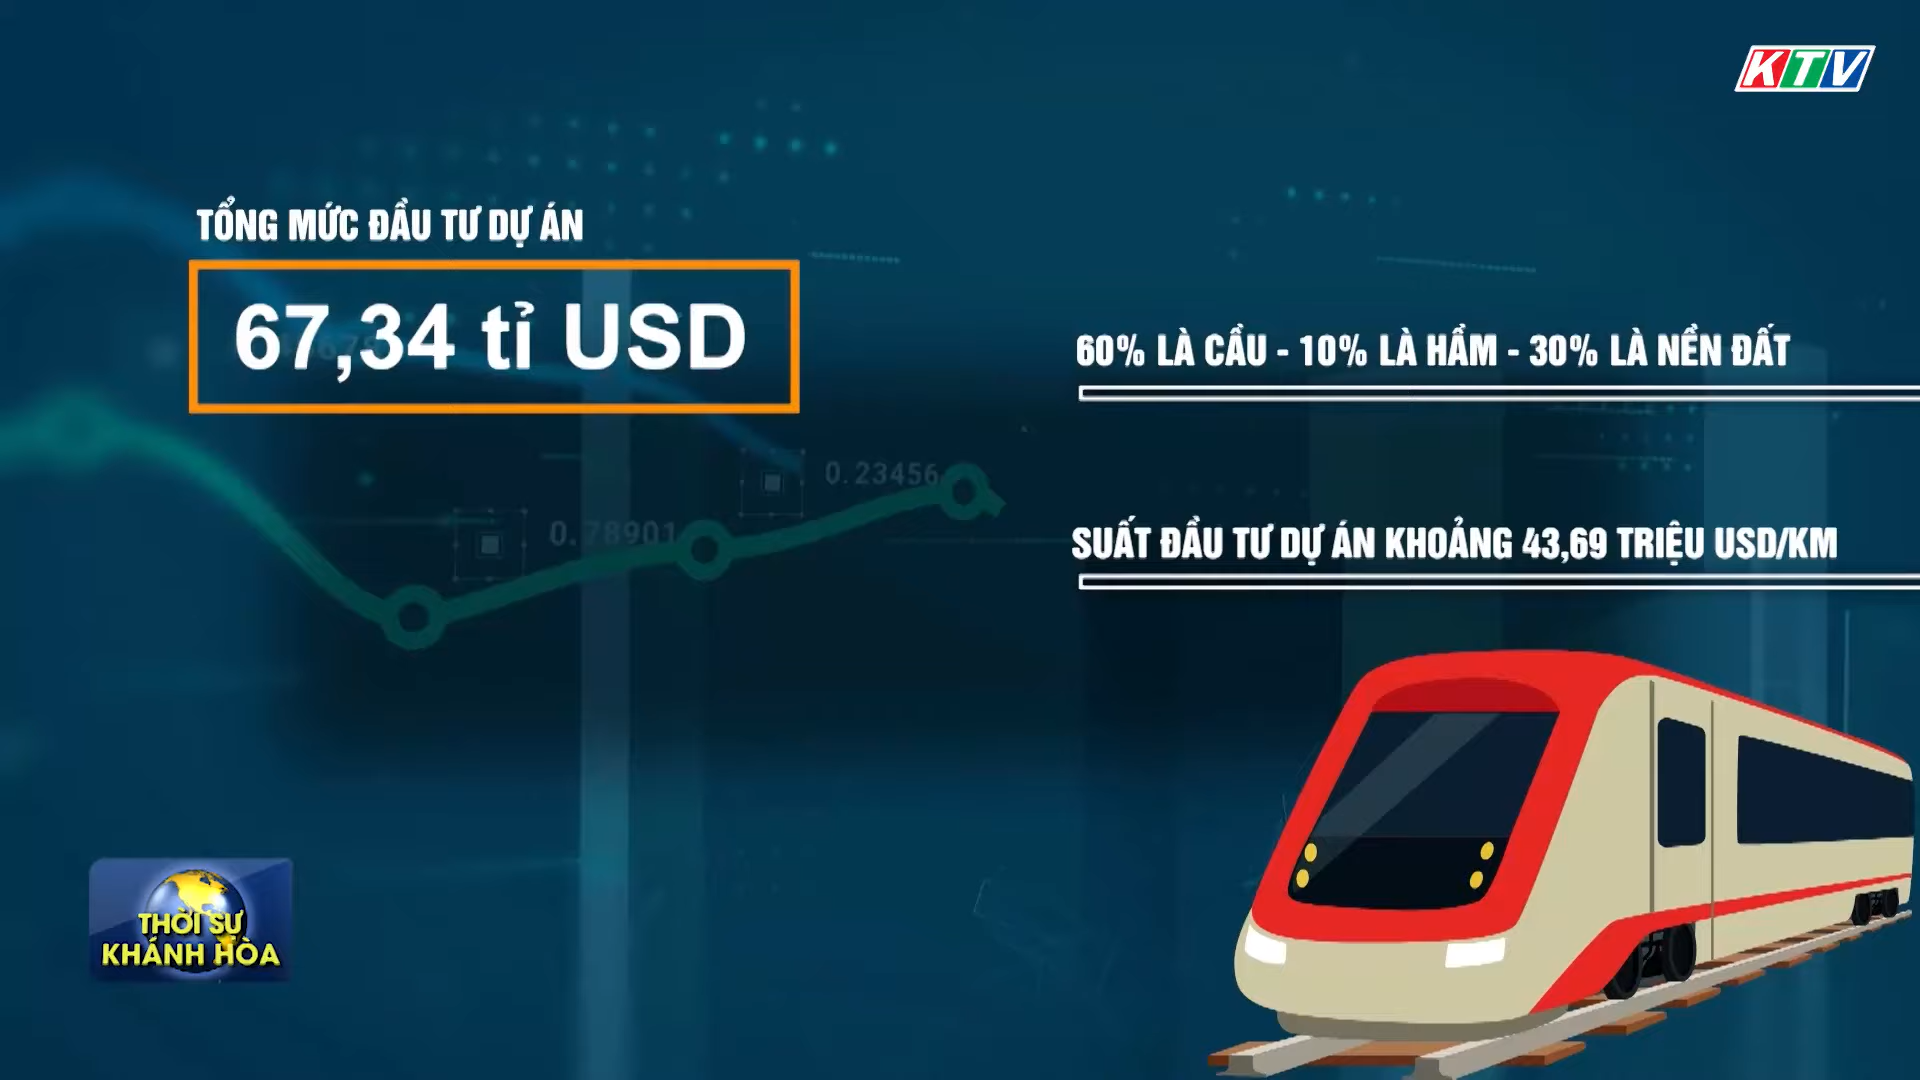 KTV
TỔNG MỨC ĐẦU TƯ DỰ ÁN
67,34 tỉ USD
60% LÀ CẦU - 10% LÀ HẦM - 30% LÀ NỀN ĐẤT
0.23456
0.78901
SUẤT ĐẦU TƯ DỰ ÁN KHOẢNG 43,69 TRIỆU USD/KM
THỜI SỰ
KHÁNH HÒA